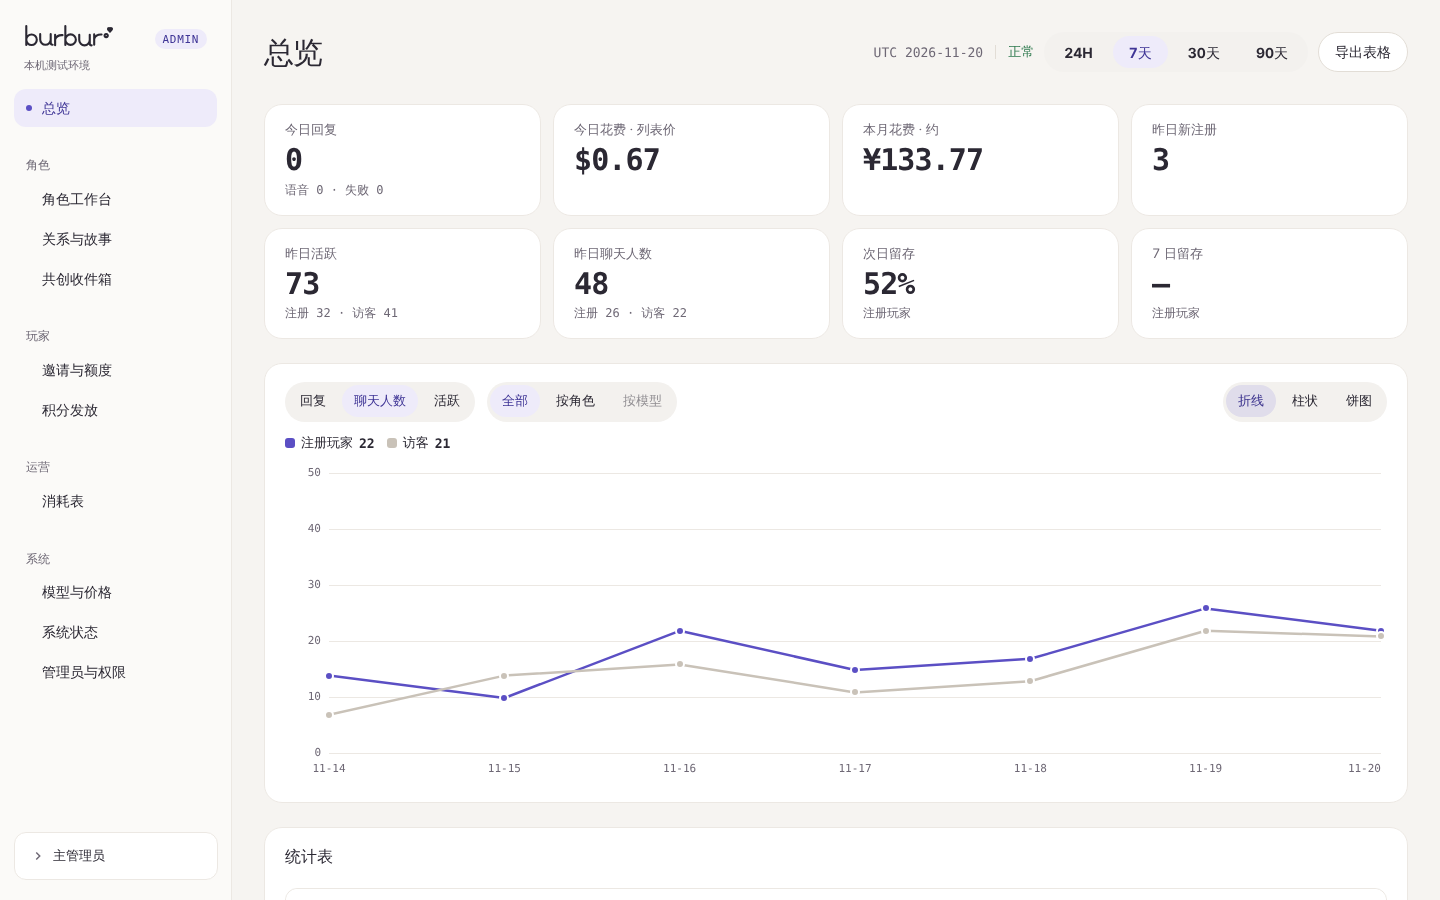 burbur
ADMIN
本机测试环境
总览
角色
角色工作台
关系与故事
共创收件箱
玩家
邀请与额度
积分发放
运营
消耗表
系统
模型与价格
系统状态
管理员与权限
主管理员
总览
UTC 2026-11-20 正常 24H 7天 30天 90天 导出表格
今日回复
0
语音 0 · 失败 0
今日花费 · 列表价
$0.67
本月花费 · 约
¥133.77
昨日新注册
3
昨日活跃
73
注册 32 · 访客 41
昨日聊天人数
48
注册 26 · 访客 22
次日留存
52%
注册玩家
7 日留存
—
注册玩家
回复 聊天人数 活跃 全部 按角色 按模型 折线 柱状 饼图
注册玩家 22 访客 21
50
40
30
20
10
0
11-14 11-15 11-16 11-17 11-18 11-19 11-20
统计表